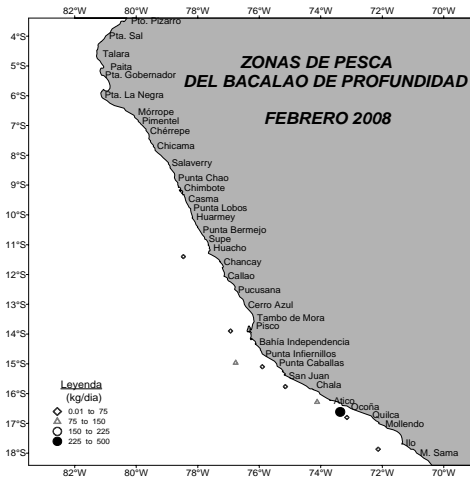 82°W 80°W 78°W 76°W 74°W 72°W 70°W
ZONAS DE PESCA
DEL BACALAO DE PROFUNDIDAD
FEBRERO 2008
4°S
5°S
6°S
7°S
8°S
9°S
10°S
11°S
12°S
13°S
14°S
15°S
16°S
17°S
18°S
Pto. Pizarro
Pta. Sal
Talara
Paita
Pta. Gobernador
Pta. La Negra
Mórrope
Pimentel
Chérrepe
Chicama
Salaverry
Punta Chao
Chimbote
Casma
Punta Lobos
Huarmey
Punta Bermejo
Supe
Huacho
Chancay
Callao
Pucusana
Cerro Azul
Tambo de Mora
Pisco
Bahía Independencia
Punta Infiernillos
Punta Caballas
San Juan
Chala
Atico
Ocoña
Quilca
Mollendo
Ilo
M. Sama
Leyenda
(kg/dia)
0.01 to 75
75 to 150
150 to 225
225 to 500
82°W 80°W 78°W 76°W 74°W 72°W 70°W